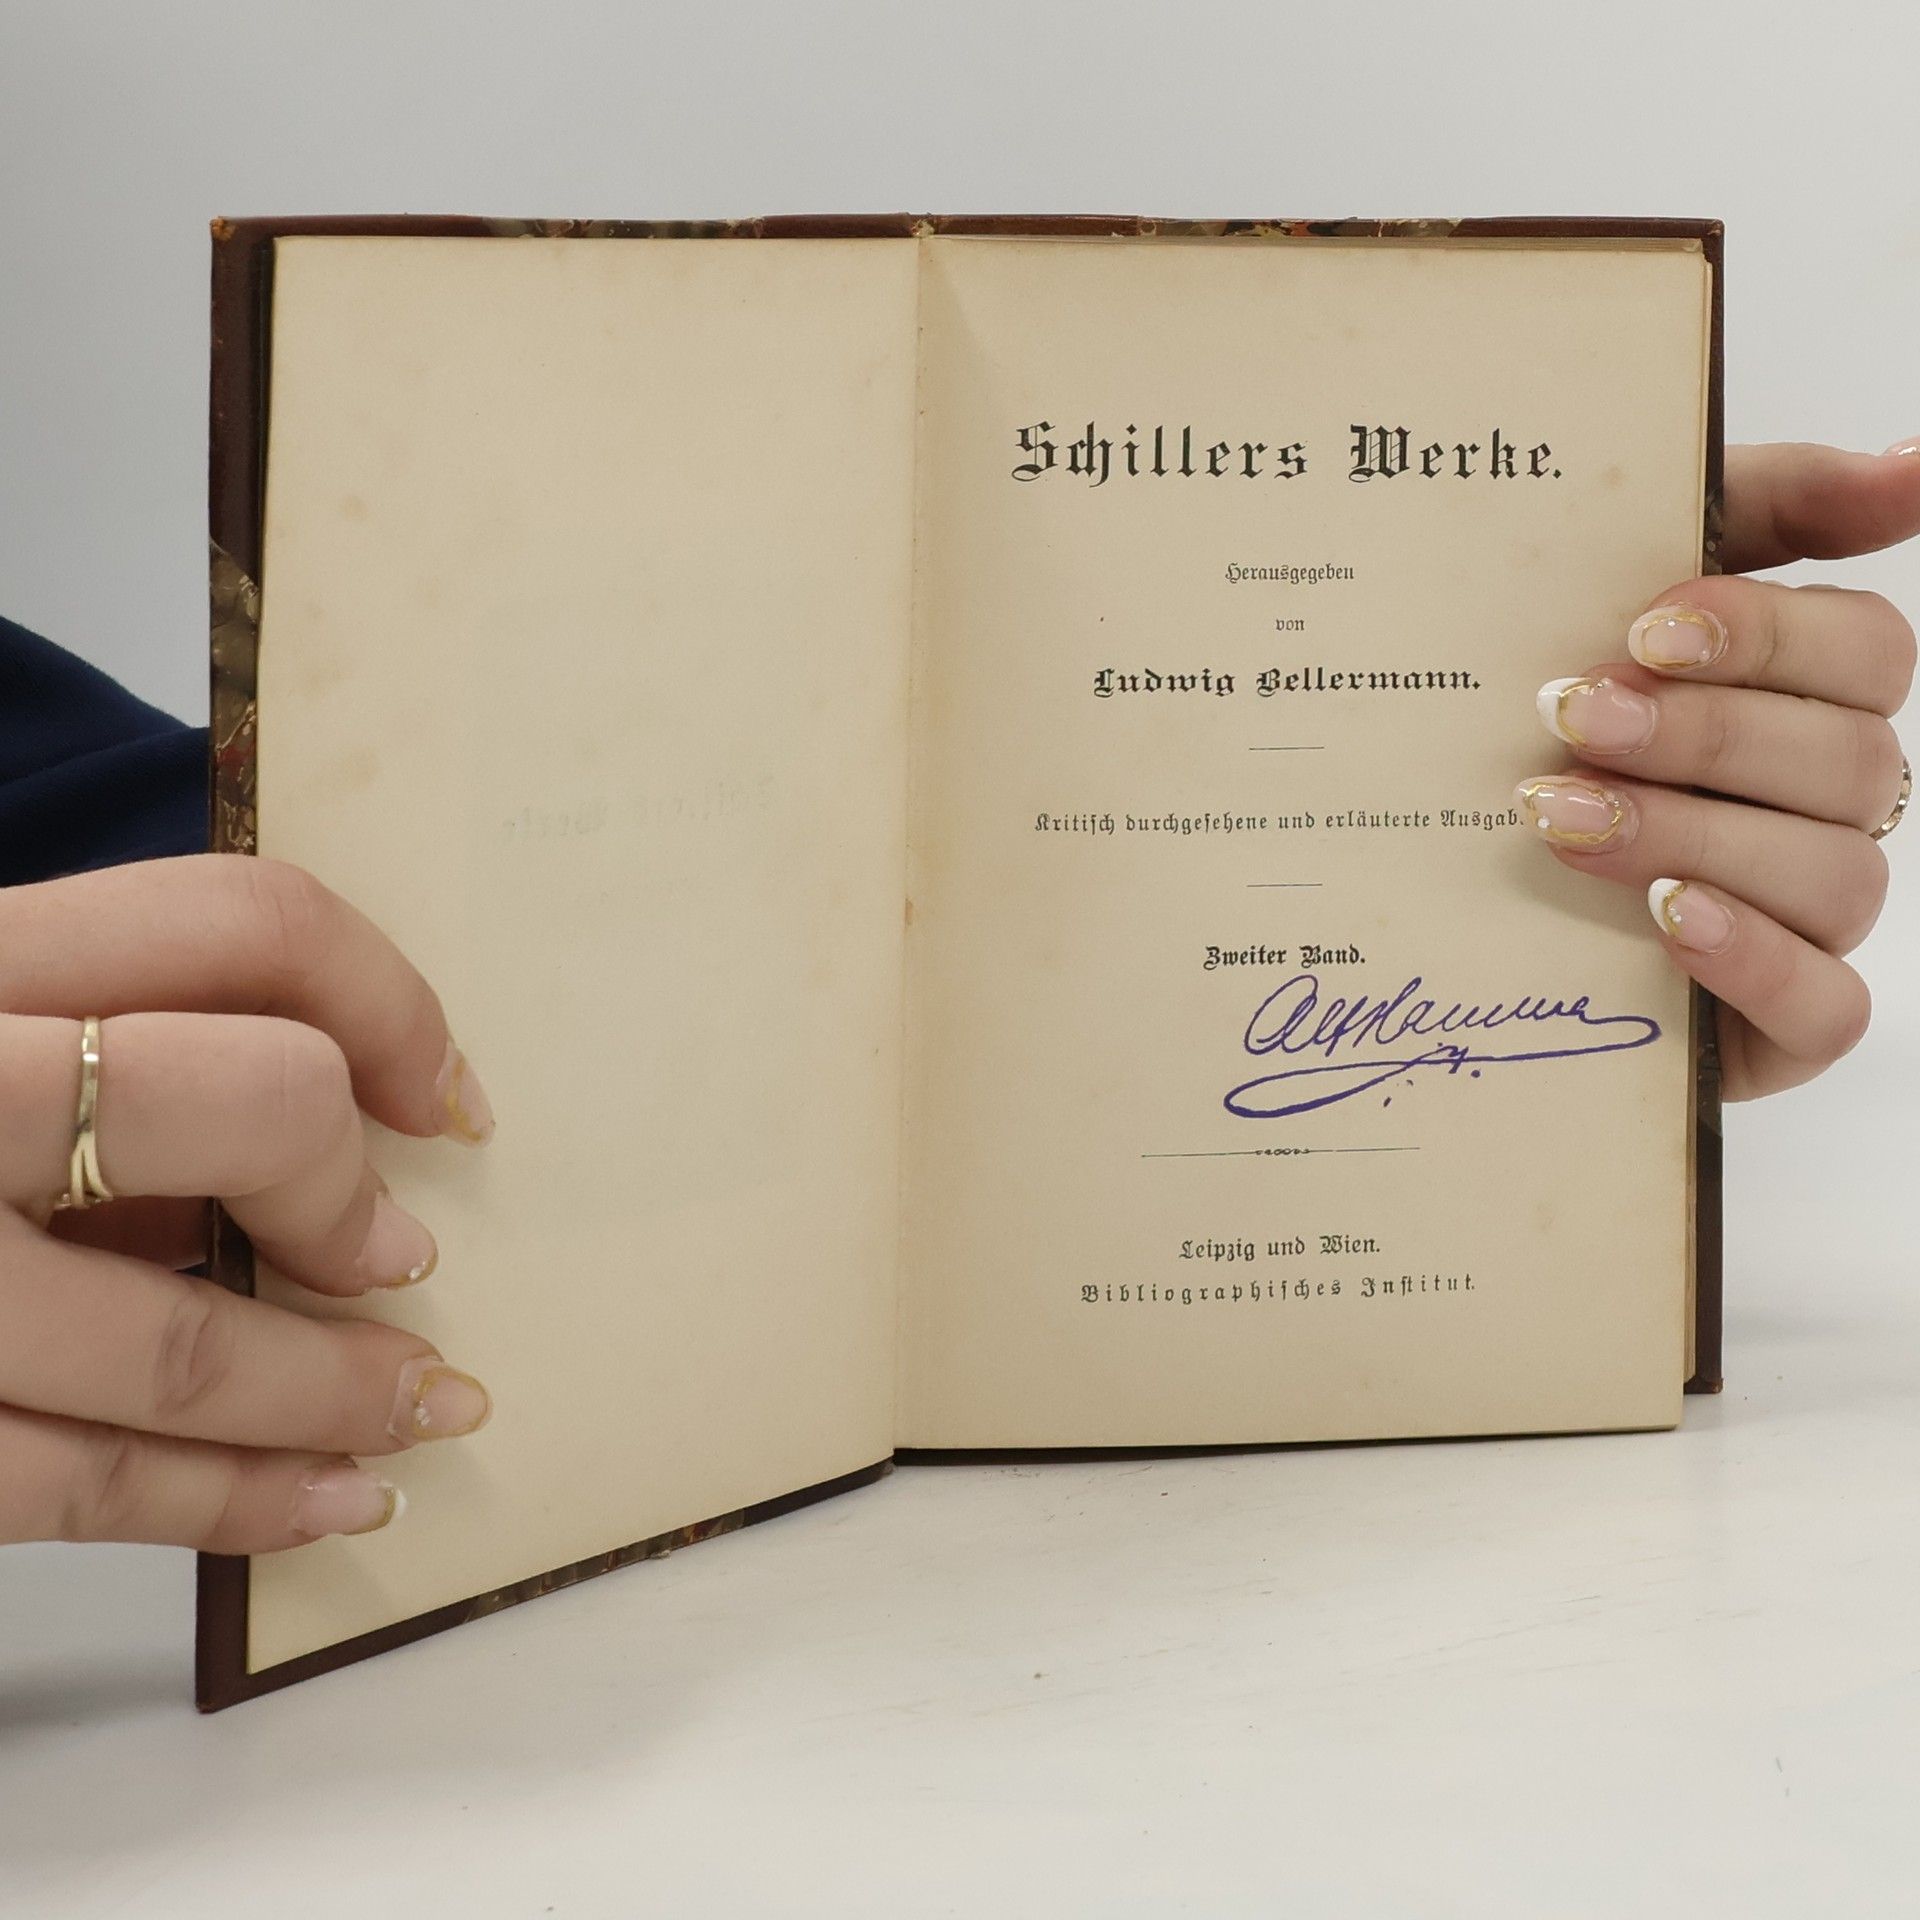 Schillers Werke.
Herausgegeben
von
Ludwig Bellermann.
Kritisch durchgesehene und erläuterte Ausgab
Zweiter Band.
Leipzig und Wien.
Bibliographisches Institut.